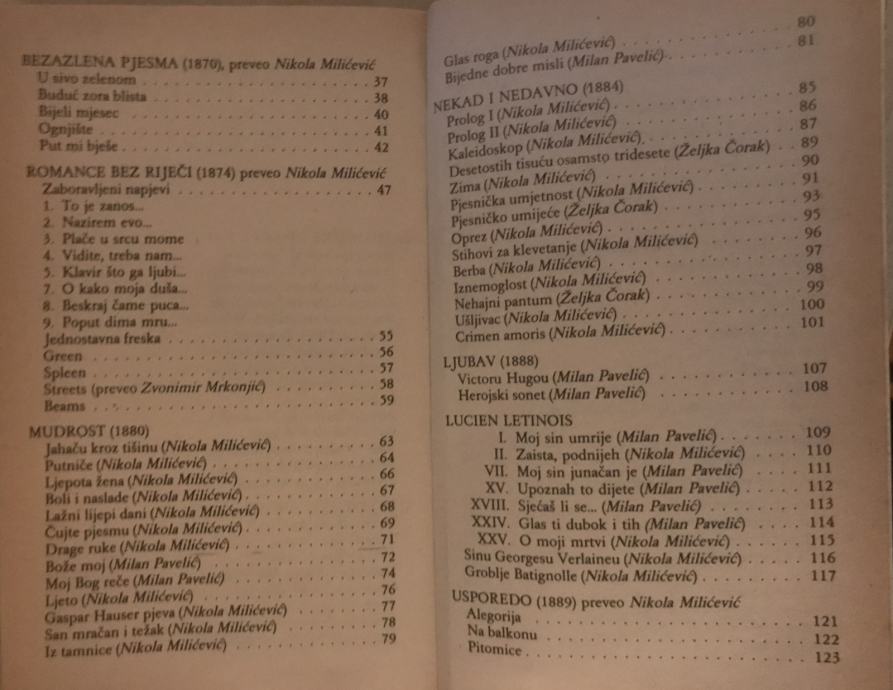 BEZAZLENA PJESMA (1870), preveo Nikola Milićević
U sivo zelenom . . . . . . . . . . . . . . . . . . . . 37
Buduć zora blista . . . . . . . . . . . . . . . . . . . 38
Bijeli mjesec . . . . . . . . . . . . . . . . . . . . . 40
Ognjište . . . . . . . . . . . . . . . . . . . . . . . 41
Put mi bješe . . . . . . . . . . . . . . . . . . . . . 42
ROMANCE BEZ RIJEČI (1874) preveo Nikola Milićević
Zaboravljeni napjevi . . . . . . . . . . . . . . . . . 47
1. To je zanos...
2. Nazirem evo...
3. Plače u srcu mome
4. Vidite, treba nam...
5. Klavir što ga ljubi...
7. O kako moja duša...
8. Beskraj čame puca...
9. Poput dima mru...
Jednostavna freska . . . . . . . . . . . . . . . . . . 55
Green . . . . . . . . . . . . . . . . . . . . . . . . 56
Spleen . . . . . . . . . . . . . . . . . . . . . . . . 57
Streets (preveo Zvonimir Mrkonjić) . . . . . . . . . . 58
Beams . . . . . . . . . . . . . . . . . . . . . . . . 59
MUDROST (1880)
Jahaču kroz tišinu (Nikola Milićević) . . . . . . . . . 63
Putniče (Nikola Milićević) . . . . . . . . . . . . . . 64
Ljepota žena (Nikola Milićević) . . . . . . . . . . . . 66
Boli i naslade (Nikola Milićević) . . . . . . . . . . . 67
Lažni lijepi dani (Nikola Milićević) . . . . . . . . . 68
Čujte pjesmu (Nikola Milićević) . . . . . . . . . . . . 69
Drage ruke (Nikola Milićević) . . . . . . . . . . . . . 71
Bože moj (Milan Pavelić) . . . . . . . . . . . . . . . 72
Moj Bog reče (Milan Pavelić) . . . . . . . . . . . . . 74
Ljeto (Nikola Milićević) . . . . . . . . . . . . . . . 76
Gaspar Hauser pjeva (Nikola Milićević) . . . . . . . . 77
San mračan i težak (Nikola Milićević) . . . . . . . . . 78
Iz tamnice (Nikola Milićević) . . . . . . . . . . . . . 79
Glas roga (Nikola Milićević) . . . . . . . . . . . . . 80
Bijedne dobre misli (Milan Pavelić) . . . . . . . . . . 81
NEKAD I NEDAVNO (1884)
Prolog I (Nikola Milićević) . . . . . . . . . . . . . . 85
Prolog II (Nikola Milićević) . . . . . . . . . . . . . 86
Kaleidoskop (Nikola Milićević) . . . . . . . . . . . . 87
Desetostih tisuću osamsto tridesete (Željka Čorak) . . 89
Zima (Nikola Milićević) . . . . . . . . . . . . . . . . 90
Pjesnička umjetnost (Nikola Milićević) . . . . . . . . 91
Pjesničko umijeće (Željka Čorak) . . . . . . . . . . . 93
Oprez (Nikola Milićević) . . . . . . . . . . . . . . . 95
Stihovi za klevetanje (Nikola Milićević) . . . . . . . 96
Berba (Nikola Milićević) . . . . . . . . . . . . . . . 97
Iznemoglost (Nikola Milićević) . . . . . . . . . . . . 98
Nehajni pantum (Željka Čorak) . . . . . . . . . . . . . 99
Ušljivac (Nikola Milićević) . . . . . . . . . . . . . . 100
Crimen amoris (Nikola Milićević) . . . . . . . . . . . 101
LJUBAV (1888)
Victoru Hugou (Milan Pavelić) . . . . . . . . . . . . . 107
Herojski sonet (Milan Pavelić) . . . . . . . . . . . . 108
LUCIEN LETINOIS
I. Moj sin umrije (Milan Pavelić) . . . . . . . . . . . 109
II. Zaista, podnijeh (Nikola Milićević) . . . . . . . . 110
VII. Moj sin junačan je (Milan Pavelić) . . . . . . . . 111
XV. Upoznah to dijete (Milan Pavelić) . . . . . . . . . 112
XVIII. Sjećaš li se... (Milan Pavelić) . . . . . . . . 113
XXIV. Glas ti dubok i tih (Milan Pavelić) . . . . . . . 114
XXV. O moji mrtvi (Nikola Milićević) . . . . . . . . . 115
Sinu Georgesu Verlaineu (Nikola Milićević) . . . . . . 116
Groblje Batignolle (Nikola Milićević) . . . . . . . . . 117
USPOREDO (1889) preveo Nikola Milićević
Alegorija . . . . . . . . . . . . . . . . . . . . . . 121
Na balkonu . . . . . . . . . . . . . . . . . . . . . . 122
Pitomice . . . . . . . . . . . . . . . . . . . . . . . 123